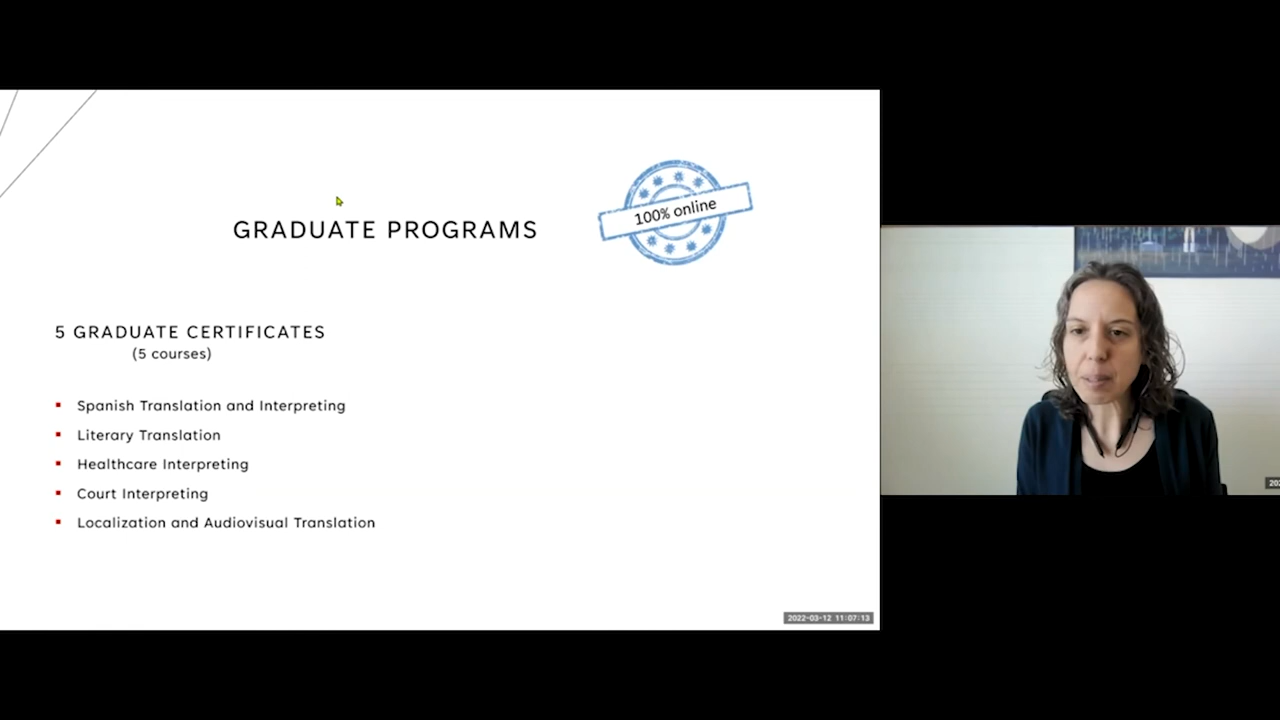 GRADUATE PROGRAMS
100% online
5 GRADUATE CERTIFICATES
(5 courses)
Spanish Translation and Interpreting
Literary Translation
Healthcare Interpreting
Court Interpreting
Localization and Audiovisual Translation
2022-03-12 11:07:13